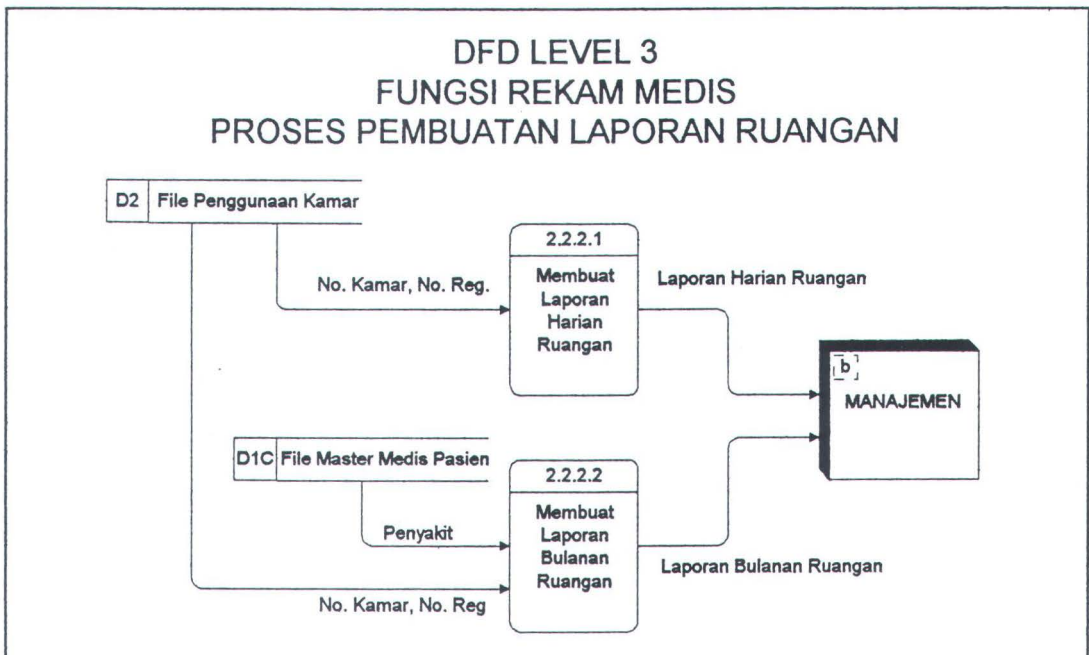 DFD LEVEL 3
FUNGSI REKAM MEDIS
PROSES PEMBUATAN LAPORAN RUANGAN
D2 File Penggunaan Kamar
2.2.2.1
Membuat
Laporan
Harian
Ruangan
No. Kamar, No. Reg.
Laporan Harian Ruangan
b
MANAJEMEN
D1C File Master Medis Pasien
2.2.2.2
Membuat
Laporan
Bulanan
Ruangan
Penyakit
Laporan Bulanan Ruangan
No. Kamar, No. Reg